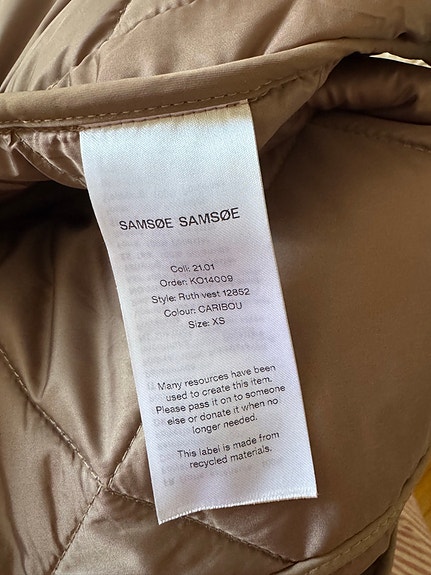 SAMSØE SAMSØE
Coll: 21.01
Order: KO14009
Style: Ruth vest 12852
Colour: CARIBOU
Size: XS
Many resources have been
used to create this item.
Please pass it on to someone
else or donate it when no
longer needed.
This label is made from
recycled materials.